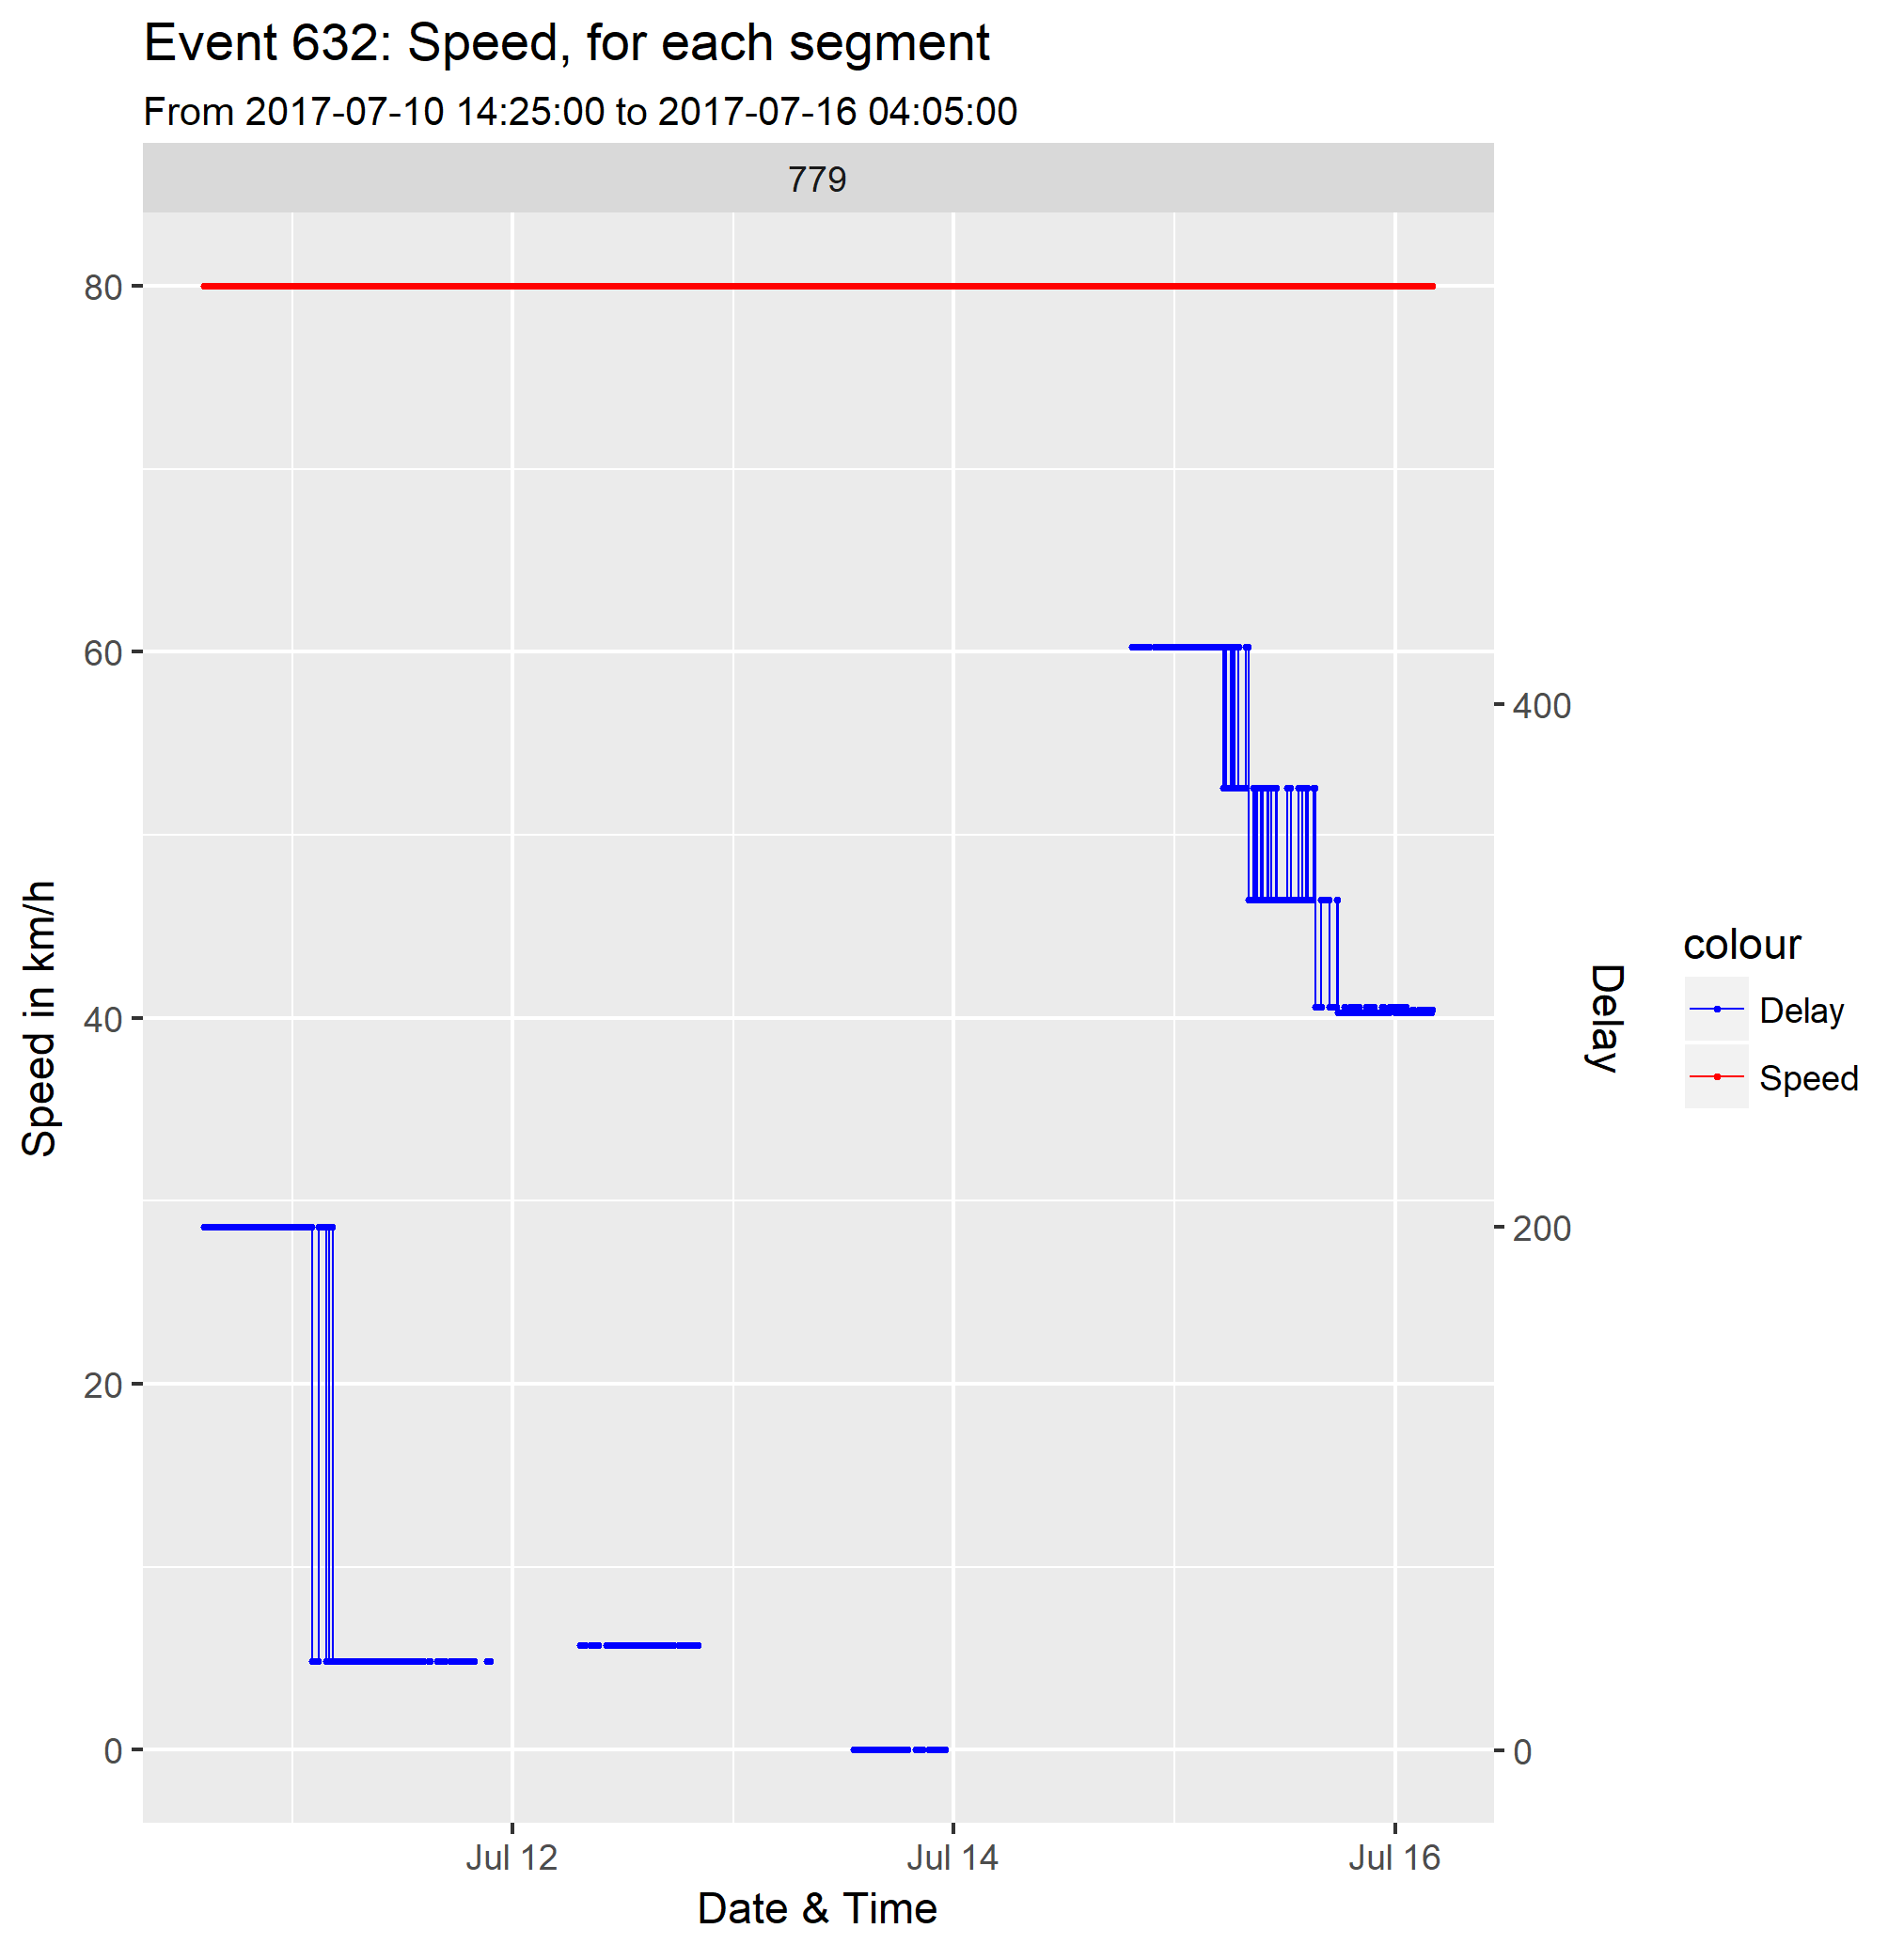 Event 632: Speed, for each segment
From 2017-07-10 14:25:00 to 2017-07-16 04:05:00
779
80
60
40
20
0
Speed in km/h
400
200
0
Delay
Jul 12
Jul 14
Jul 16
Date & Time
colour
Delay
Speed